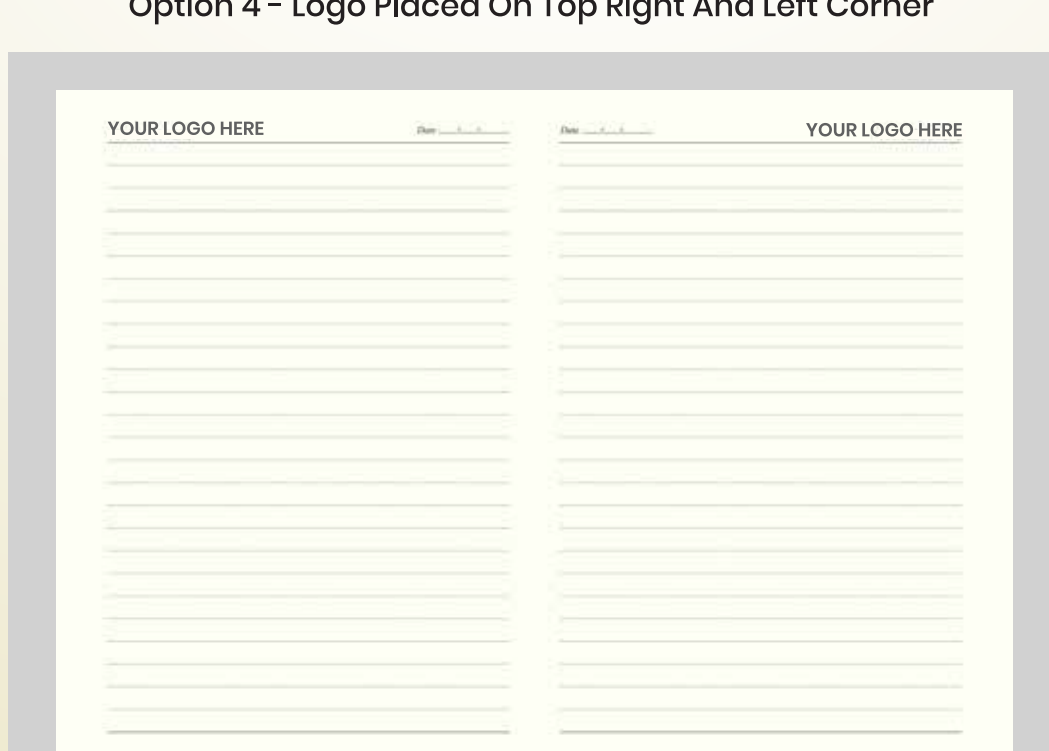 Option 4 - Logo Placed On Top Right And Left Corner
YOUR LOGO HERE
Date
Date
YOUR LOGO HERE